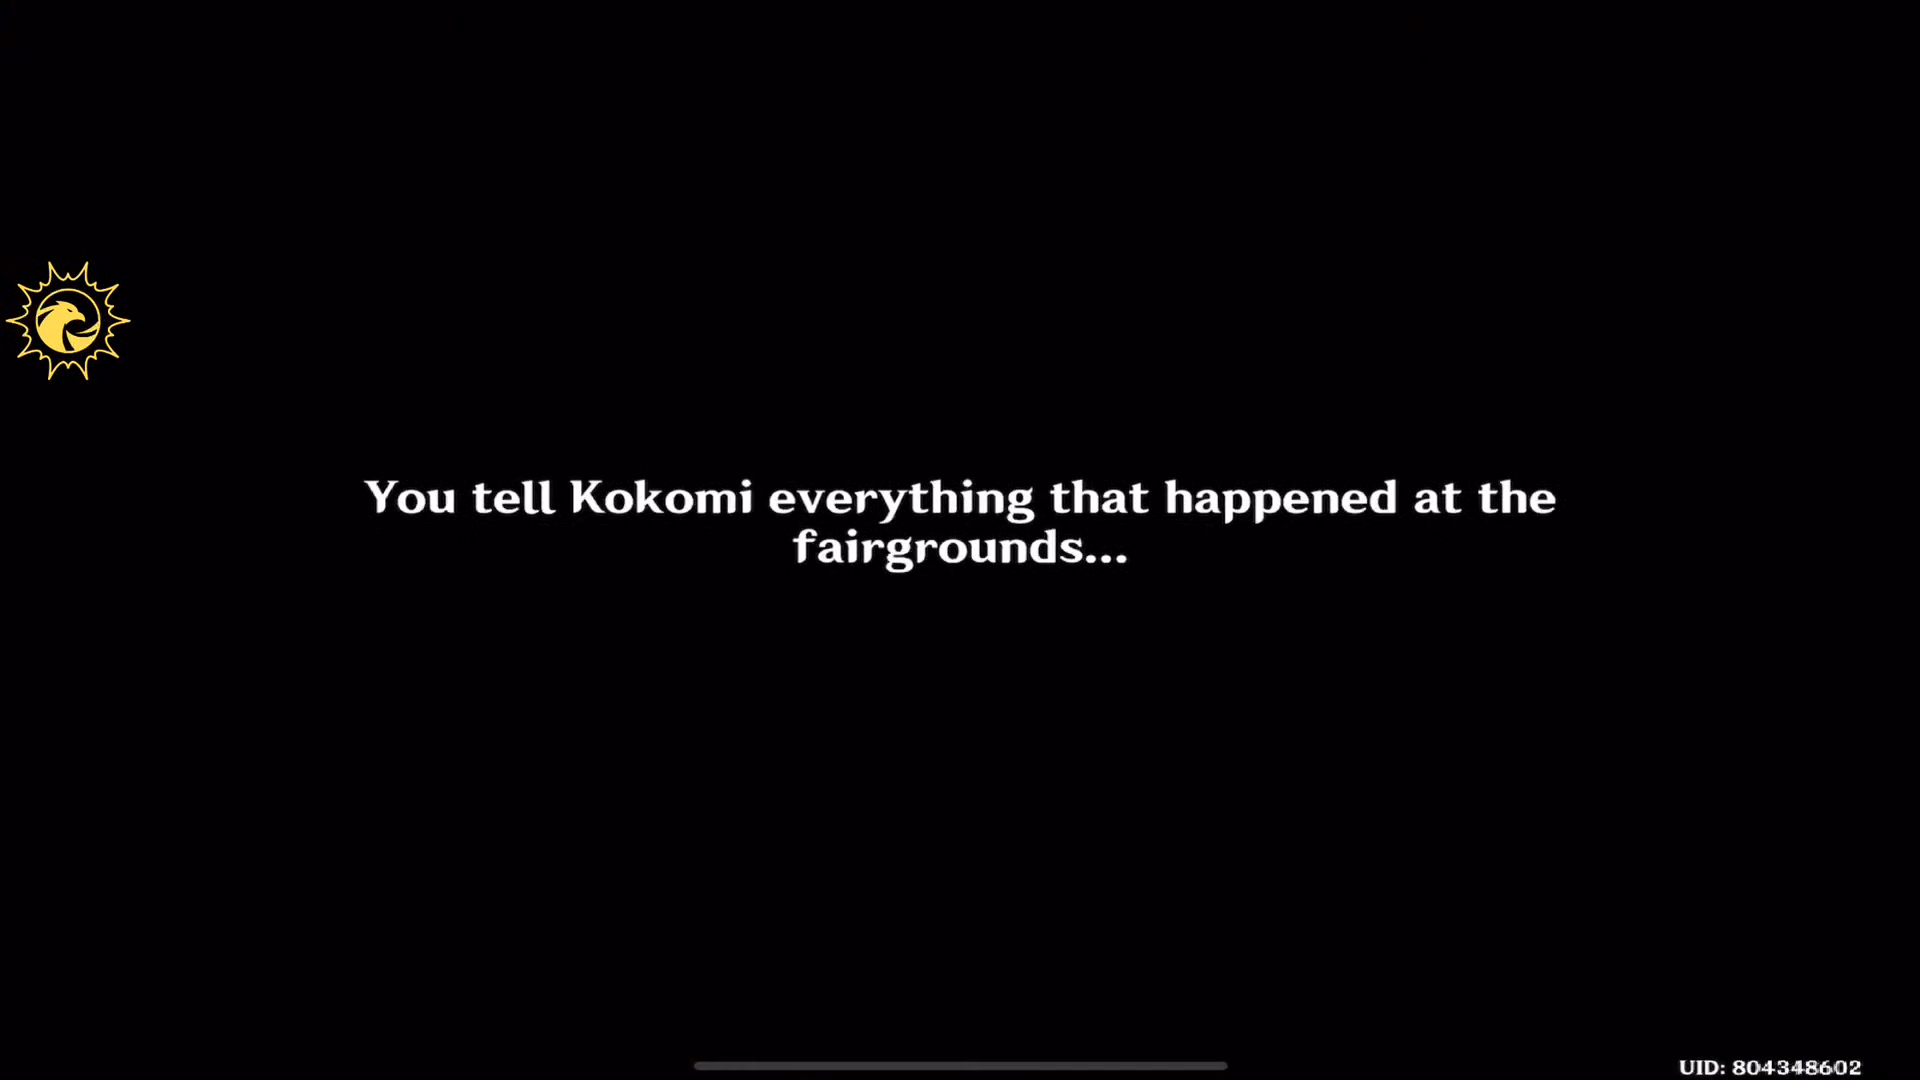 You tell Kokomi everything that happened at the
fairgrounds...
UID: 804348602